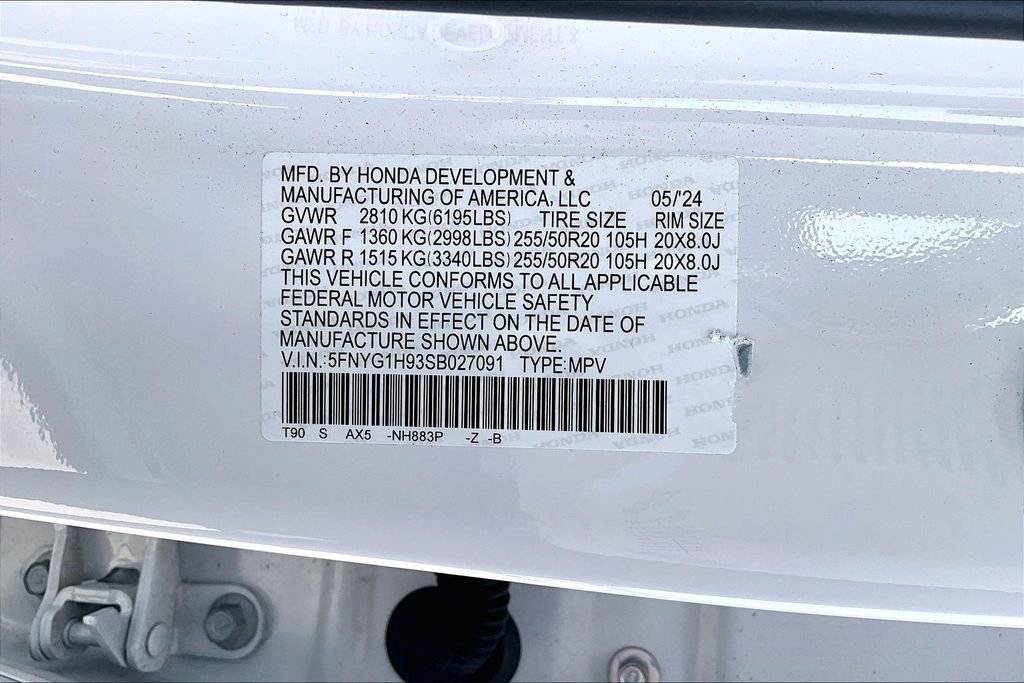 MFD. BY HONDA DEVELOPMENT &
MANUFACTURING OF AMERICA, LLC 05/'24
GVWR 2810 KG(6195LBS) TIRE SIZE RIM SIZE
GAWR F 1360 KG(2998LBS) 255/50R20 105H 20X8.0J
GAWR R 1515 KG(3340LBS) 255/50R20 105H 20X8.0J
THIS VEHICLE CONFORMS TO ALL APPLICABLE
FEDERAL MOTOR VEHICLE SAFETY
STANDARDS IN EFFECT ON THE DATE OF
MANUFACTURE SHOWN ABOVE.
V.I.N.:5FNYG1H93SB027091 TYPE:MPV
T90 S AX5 -NH883P -Z -B